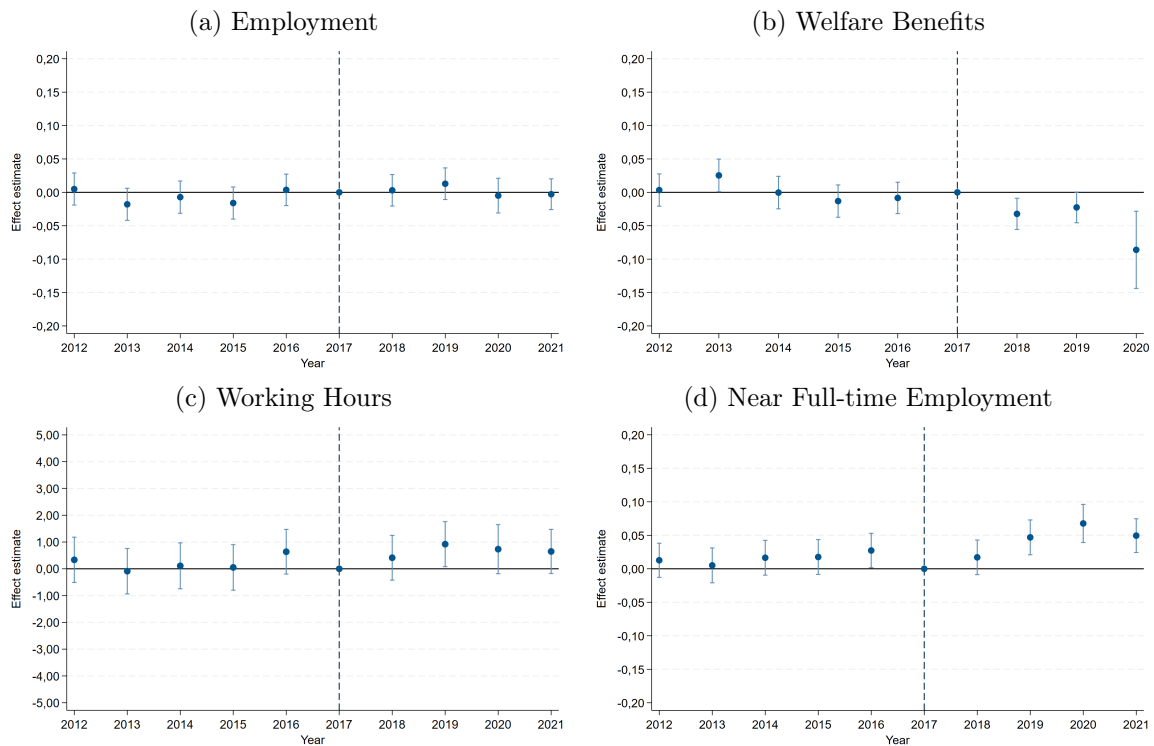 (a) Employment
0,20
0,15
0,10
0,05
0,00
-0,05
-0,10
-0,15
-0,20
Effect estimate
2012 2013 2014 2015 2016 2017 2018 2019 2020 2021
Year
(b) Welfare Benefits
0,20
0,15
0,10
0,05
0,00
-0,05
-0,10
-0,15
-0,20
Effect estimate
2012 2013 2014 2015 2016 2017 2018 2019 2020
Year
(c) Working Hours
5,00
4,00
3,00
2,00
1,00
0,00
-1,00
-2,00
-3,00
-4,00
-5,00
Effect estimate
2012 2013 2014 2015 2016 2017 2018 2019 2020 2021
Year
(d) Near Full-time Employment
0,20
0,15
0,10
0,05
0,00
-0,05
-0,10
-0,15
-0,20
Effect estimate
2012 2013 2014 2015 2016 2017 2018 2019 2020 2021
Year